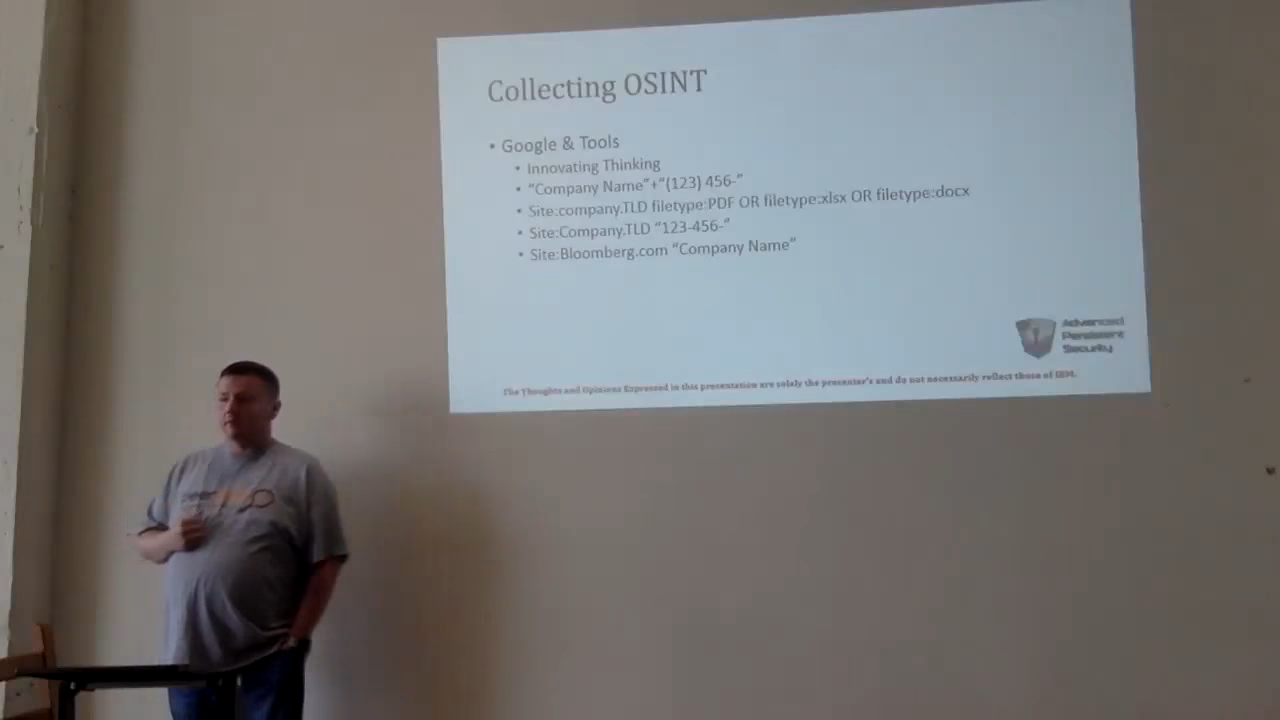 Collecting OSINT
• Google & Tools
• Innovating Thinking
• “Company Name”+“(123) 456-”
• Site:company.TLD filetype:PDF OR filetype:xlsx OR filetype:docx
• Site:Company.TLD “123-456-”
• Site:Bloomberg.com “Company Name”
Advanced
Persistent
Security
The Thoughts and Opinions Expressed in this presentation are solely the presenter's and do not necessarily reflect those of IBM.